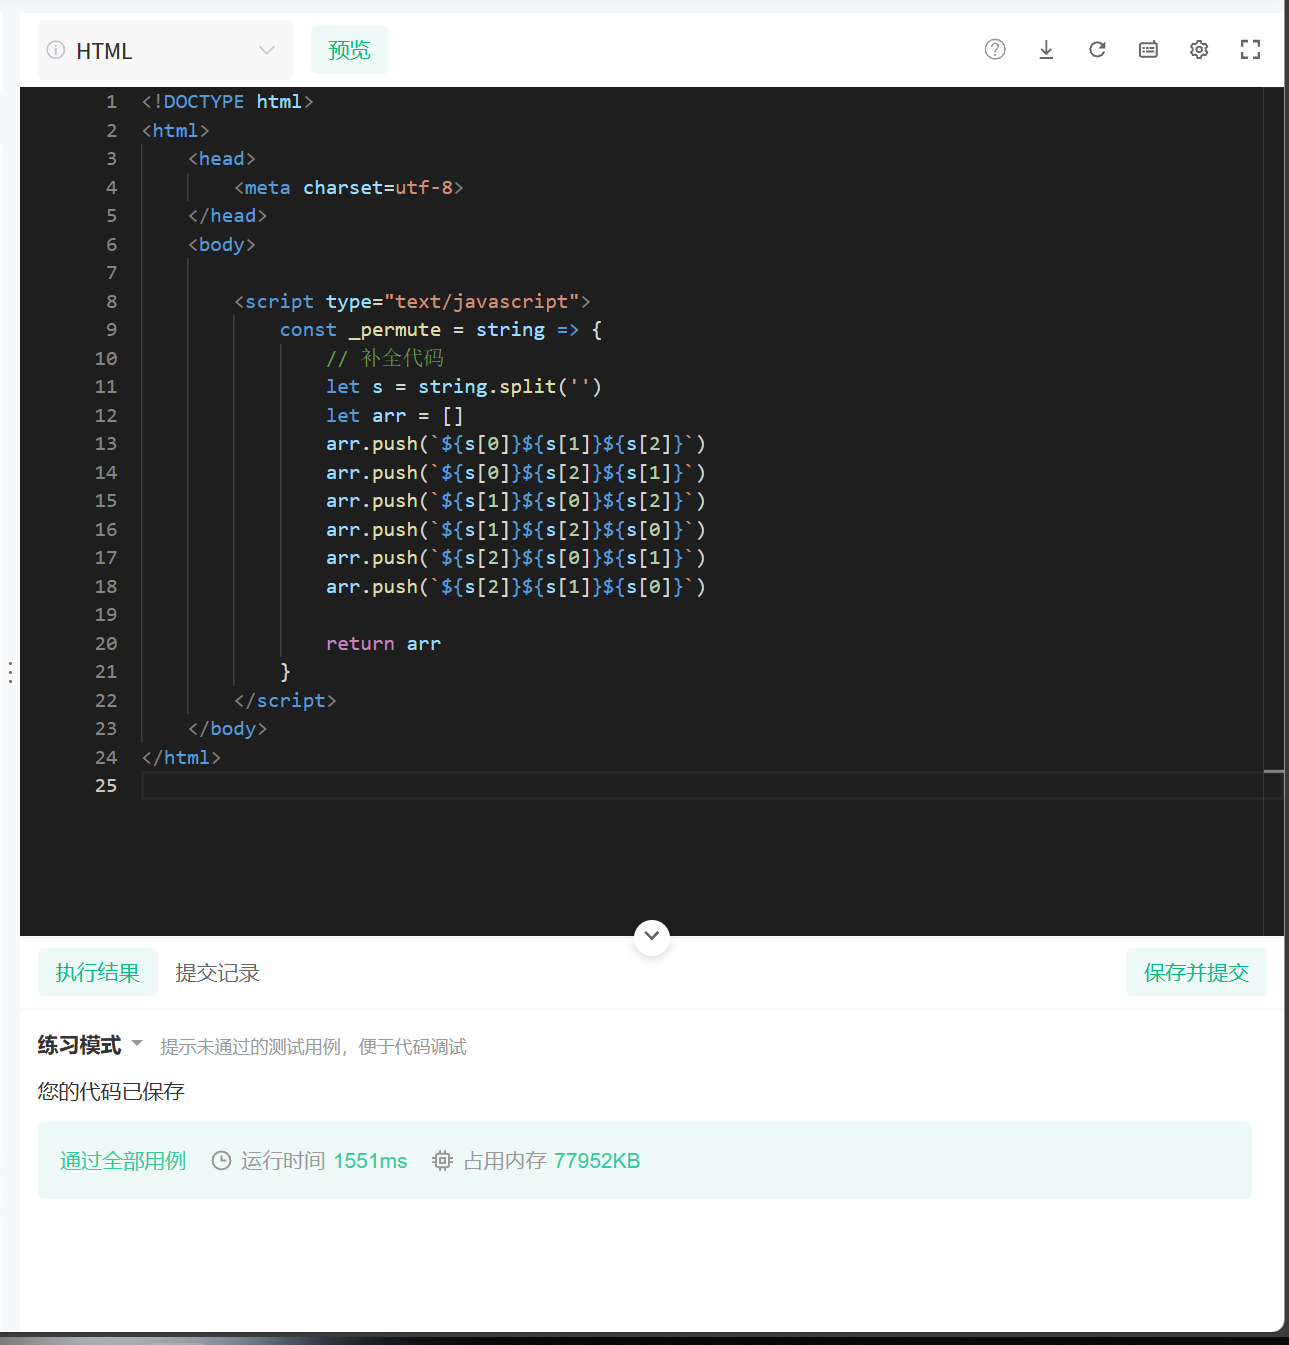 HTML
预览
1 <!DOCTYPE html>
2 <html>
3 <head>
4 <meta charset=utf-8>
5 </head>
6 <body>
7
8 <script type="text/javascript">
9 const _permute = string => {
10 // 补全代码
11 let s = string.split('')
12 let arr = []
13 arr.push(`${s[0]}${s[1]}${s[2]}`)
14 arr.push(`${s[0]}${s[2]}${s[1]}`)
15 arr.push(`${s[1]}${s[0]}${s[2]}`)
16 arr.push(`${s[1]}${s[2]}${s[0]}`)
17 arr.push(`${s[2]}${s[0]}${s[1]}`)
18 arr.push(`${s[2]}${s[1]}${s[0]}`)
19
20 return arr
21 }
22 </script>
23 </body>
24 </html>
25
执行结果 提交记录 保存并提交
练习模式 提示未通过的测试用例，便于代码调试
您的代码已保存
通过全部用例 运行时间 1551ms 占用内存 77952KB